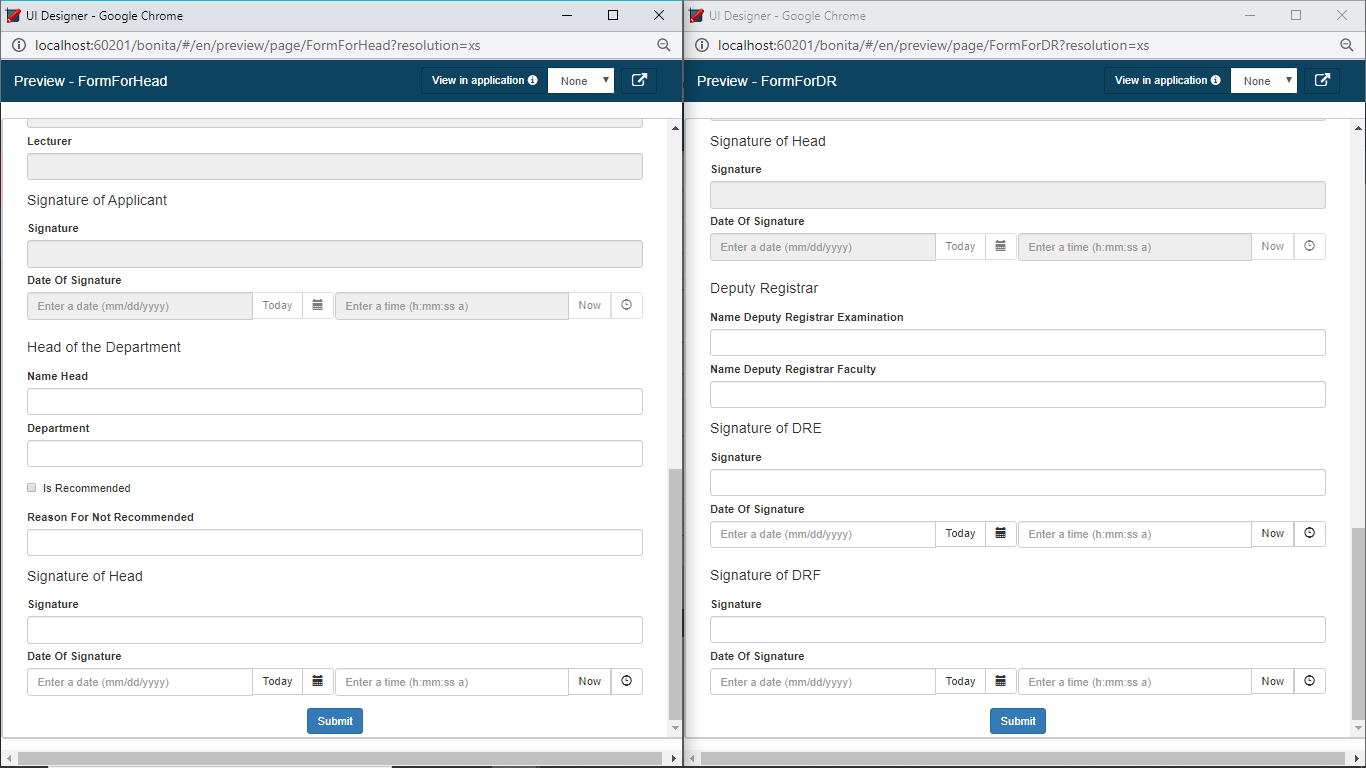 UI Designer - Google Chrome
localhost:60201/bonita/#/en/preview/page/FormForHead?resolution=xs
Preview - FormForHead
View in application
None
Lecturer
Signature of Applicant
Signature
Date Of Signature
Enter a date (mm/dd/yyyy) Today Enter a time (h:mm:ss a) Now
Head of the Department
Name Head
Department
Is Recommended
Reason For Not Recommended
Signature of Head
Signature
Date Of Signature
Enter a date (mm/dd/yyyy) Today Enter a time (h:mm:ss a) Now
Submit
UI Designer - Google Chrome
localhost:60201/bonita/#/en/preview/page/FormForDR?resolution=xs
Preview - FormForDR
View in application
None
Signature of Head
Signature
Date Of Signature
Enter a date (mm/dd/yyyy) Today Enter a time (h:mm:ss a) Now
Deputy Registrar
Name Deputy Registrar Examination
Name Deputy Registrar Faculty
Signature of DRE
Signature
Date Of Signature
Enter a date (mm/dd/yyyy) Today Enter a time (h:mm:ss a) Now
Signature of DRF
Signature
Date Of Signature
Enter a date (mm/dd/yyyy) Today Enter a time (h:mm:ss a) Now
Submit